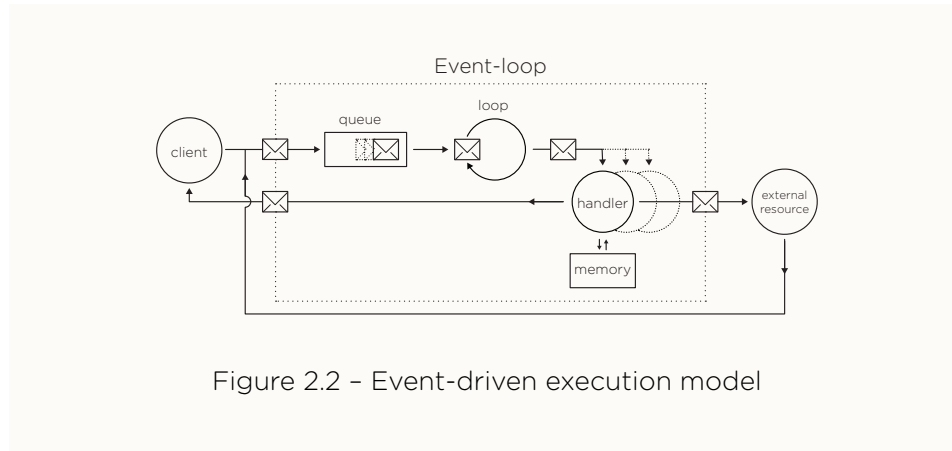 Event-loop
loop
queue
client
handler
external
resource
memory
Figure 2.2 – Event-driven execution model